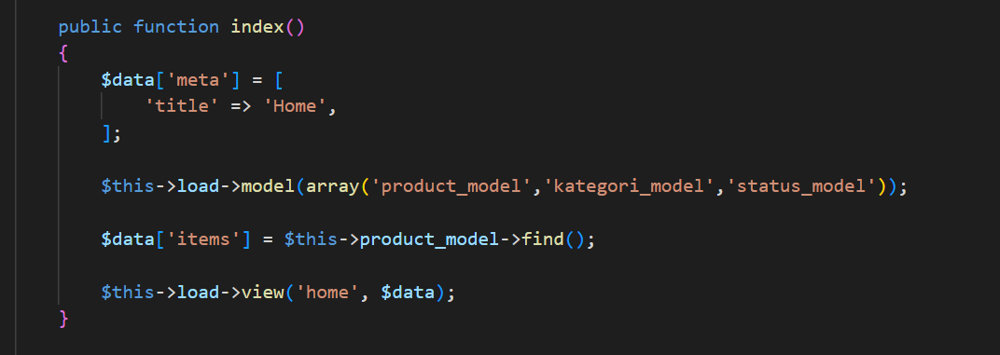 public function index()
{
$data['meta'] = [
'title' => 'Home',
];
$this->load->model(array('product_model','kategori_model','status_model'));
$data['items'] = $this->product_model->find();
$this->load->view('home', $data);
}